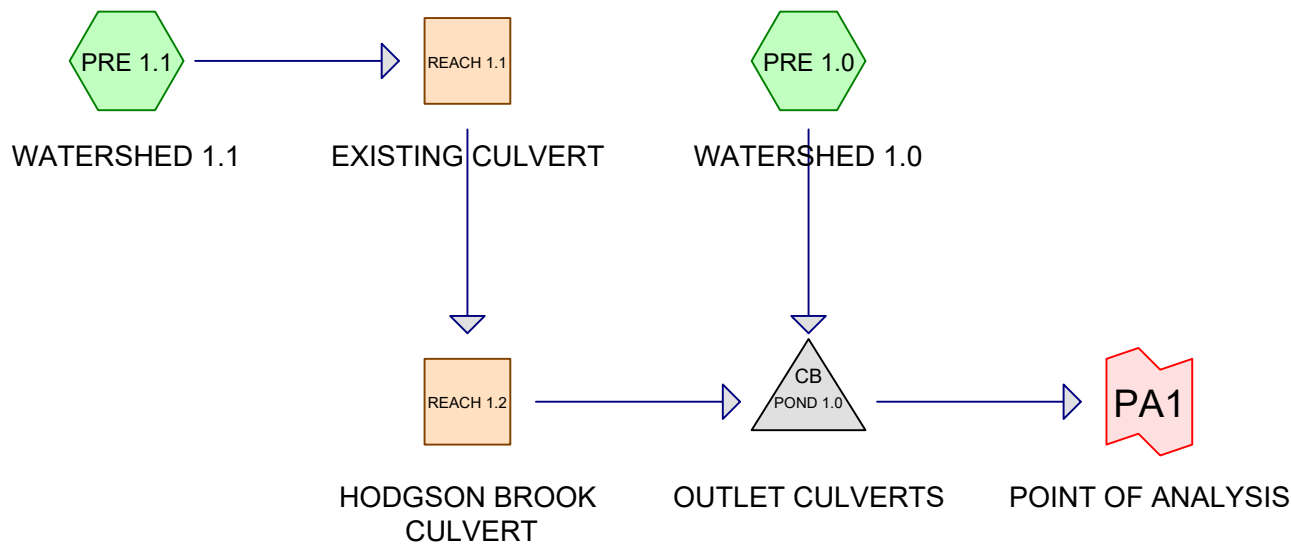 PRE 1.1
REACH 1.1
PRE 1.0
WATERSHED 1.1
EXISTING CULVERT
WATERSHED 1.0
REACH 1.2
CB
POND 1.0
PA1
HODGSON BROOK
CULVERT
OUTLET CULVERTS
POINT OF ANALYSIS